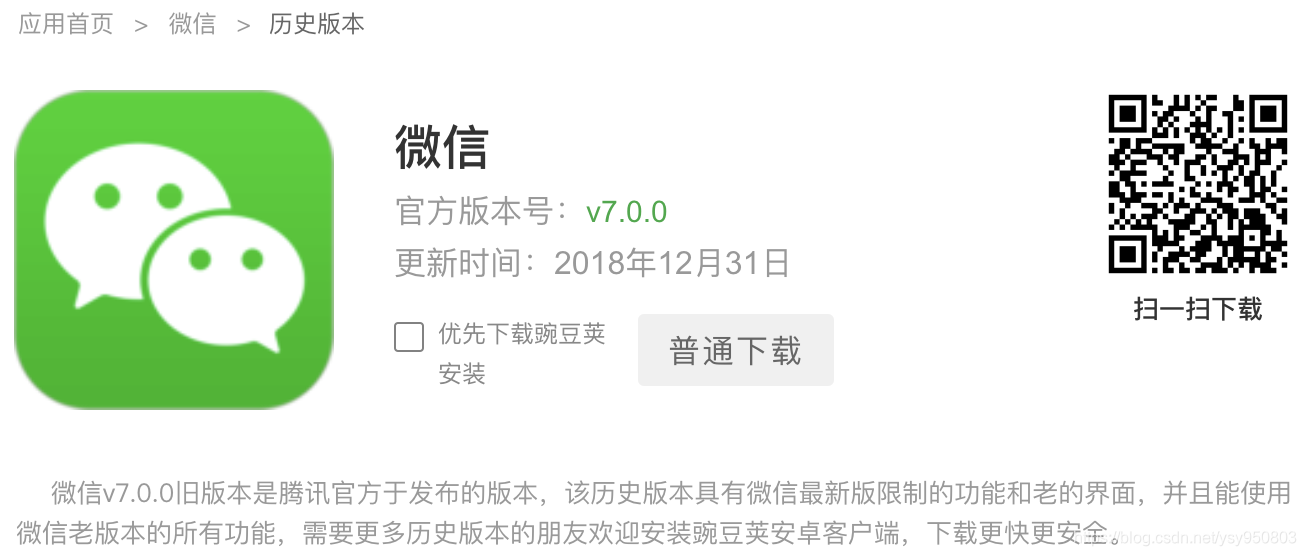 应用首页 > 微信 > 历史版本
微信
官方版本号：v7.0.0
更新时间：2018年12月31日
优先下载豌豆荚
安装
普通下载
扫一扫下载
微信v7.0.0旧版本是腾讯官方于发布的版本，该历史版本具有微信最新版限制的功能和老的界面，并且能使用
微信老版本的所有功能，需要更多历史版本的朋友欢迎安装豌豆荚安卓客户端，下载更快更安全。
https://blog.csdn.net/ysy950803